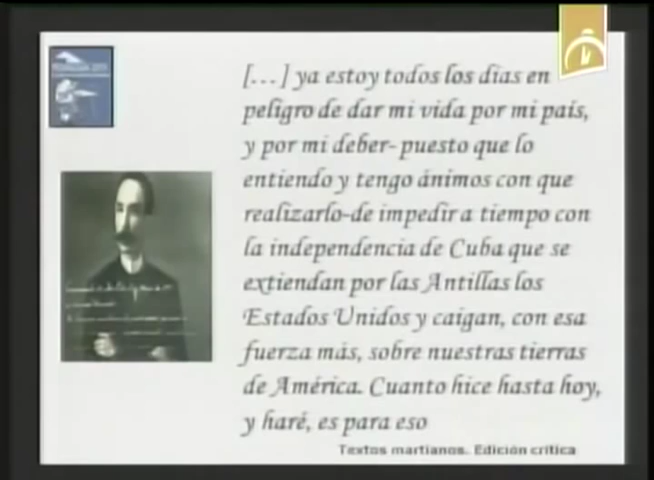 […] ya estoy todos los días en
peligro de dar mi vida por mi país,
y por mi deber- puesto que lo
entiendo y tengo ánimos con que
realizarlo-de impedir a tiempo con
la independencia de Cuba que se
extiendan por las Antillas los
Estados Unidos y caigan, con esa
fuerza más, sobre nuestras tierras
de América. Cuanto hice hasta hoy,
y haré, es para eso
Textos martianos. Edición crítica